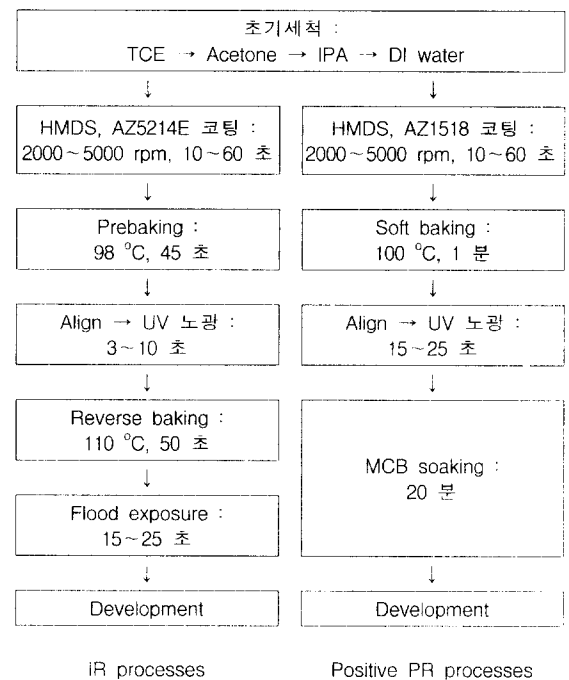 초기세척 :
TCE → Acetone → IPA → DI water
↓ ↓
HMDS, AZ5214E 코팅 :
2000~5000 rpm, 10~60 초
HMDS, AZ1518 코팅 :
2000~5000 rpm, 10~60 초
↓ ↓
Prebaking :
98 °C, 45 초
Soft baking :
100 °C, 1 분
↓ ↓
Align → UV 노광 :
3~10 초
Align → UV 노광 :
15~25 초
↓ ↓
Reverse baking :
110 °C, 50 초
↓
Flood exposure :
15~25 초
MCB soaking :
20 분
↓ ↓
Development
Development
IR processes
Positive PR processes